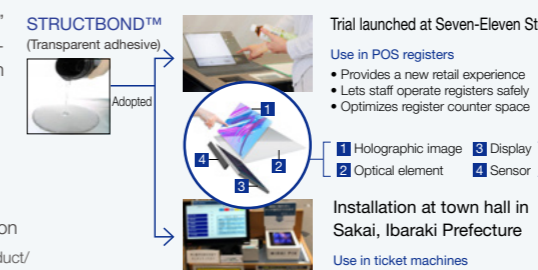 STRUCTBOND™
(Transparent adhesive)
Adopted
Trial launched at Seven-Eleven St
Use in POS registers
• Provides a new retail experience
• Lets staff operate registers safely
• Optimizes register counter space
1
2
3
4
1 Holographic image 3 Display
2 Optical element 4 Sensor
Installation at town hall in
Sakai, Ibaraki Prefecture
Use in ticket machines
on
duct/